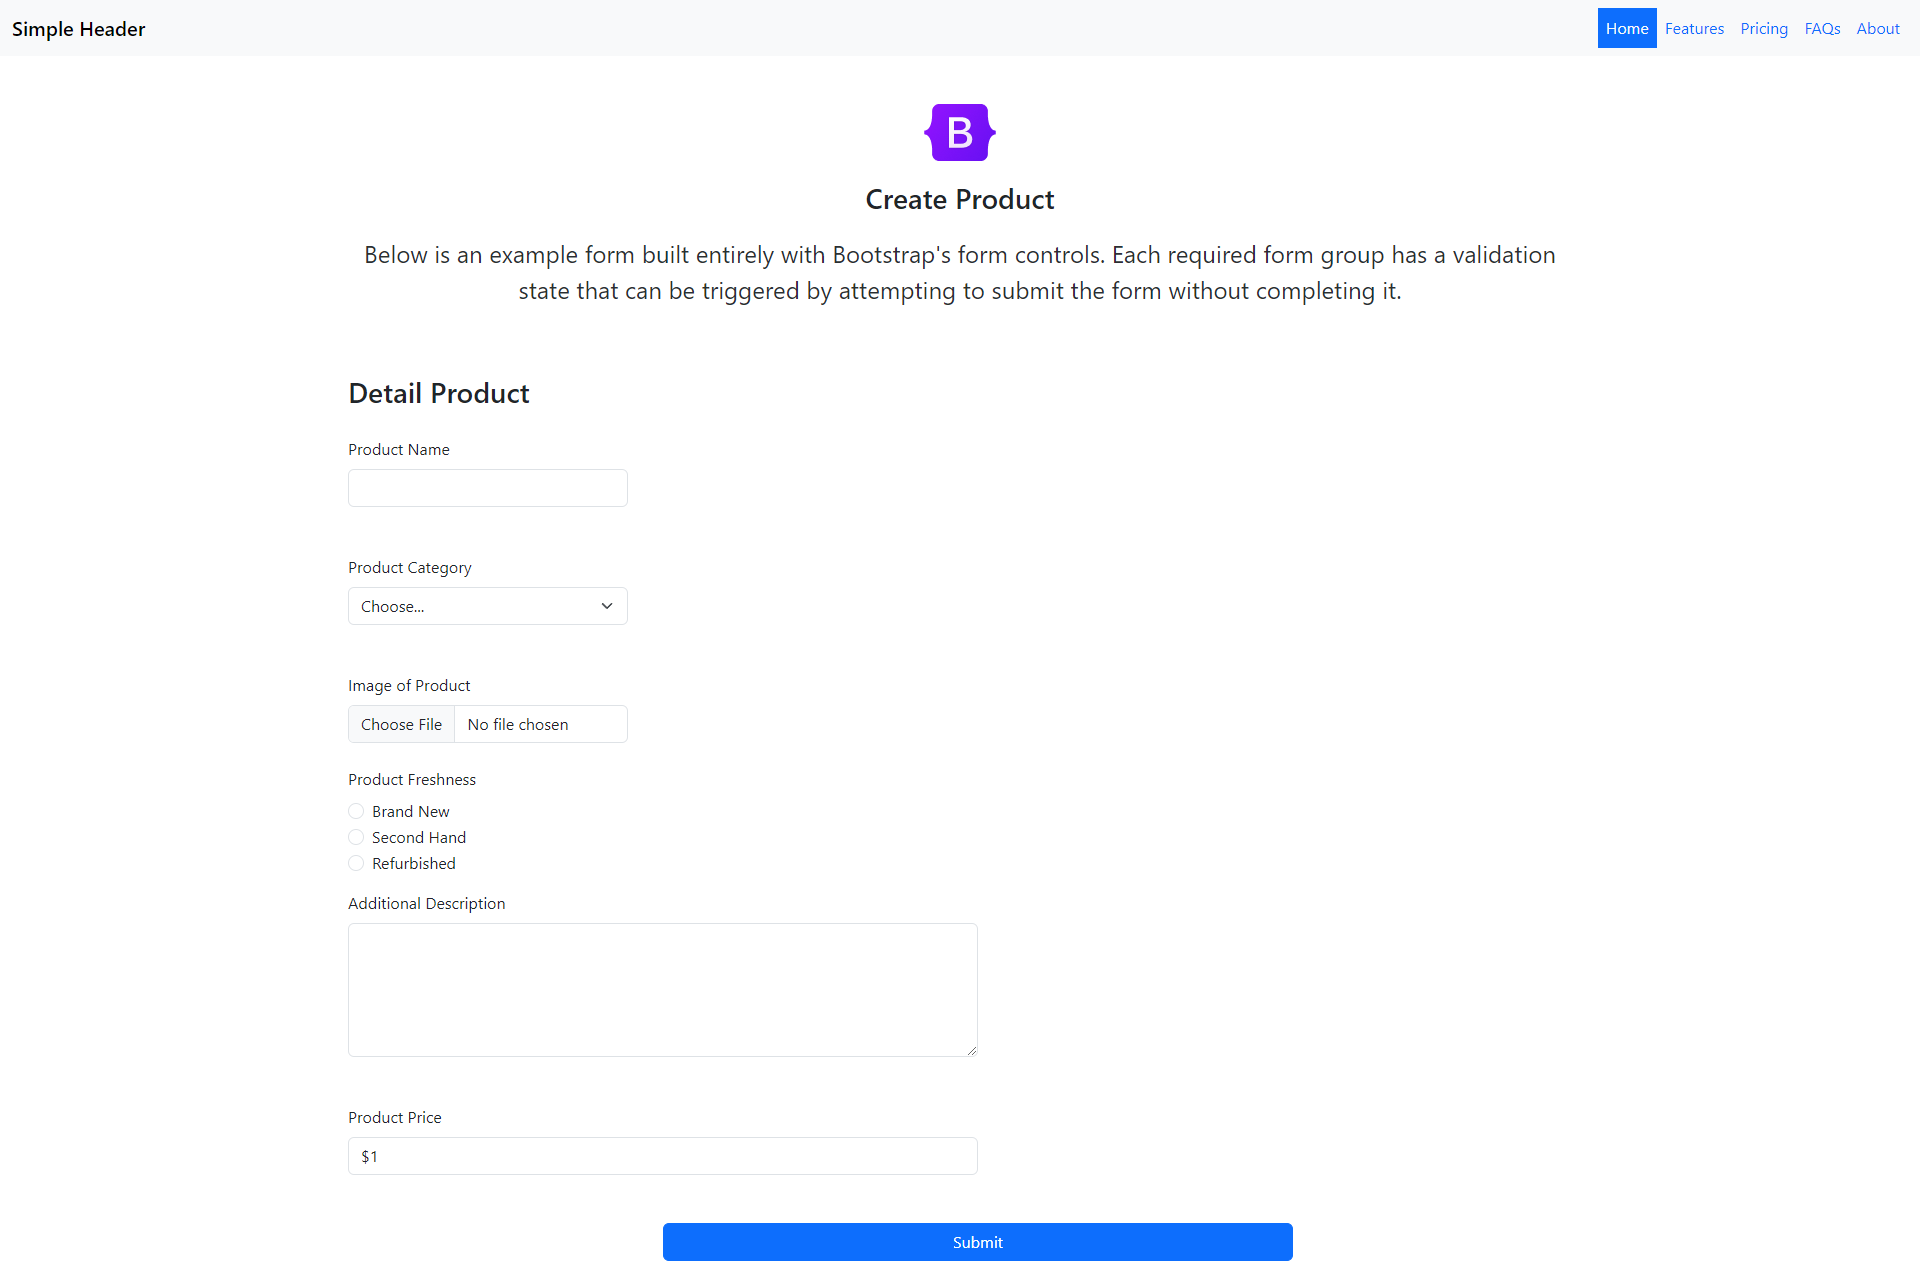 Simple Header
Home Features Pricing FAQs About
B
Create Product
Below is an example form built entirely with Bootstrap's form controls. Each required form group has a validation
state that can be triggered by attempting to submit the form without completing it.
Detail Product
Product Name
Product Category
Choose...
Image of Product
Choose File No file chosen
Product Freshness
Brand New
Second Hand
Refurbished
Additional Description
Product Price
$1
Submit